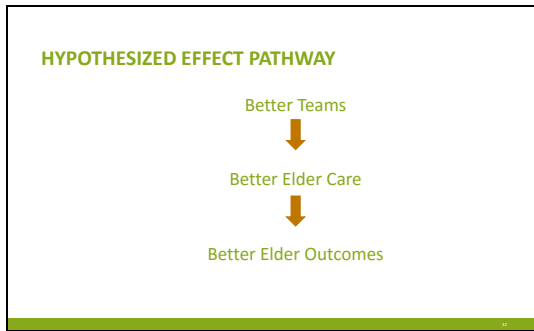 HYPOTHESIZED EFFECT PATHWAY
Better Teams
Better Elder Care
Better Elder Outcomes